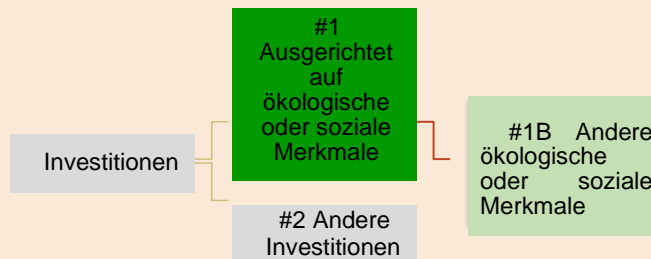 Investitionen
#1
Ausgerichtet
auf
ökologische
oder soziale
Merkmale
#2 Andere
Investitionen
#1B Andere
ökologische
oder soziale
Merkmale